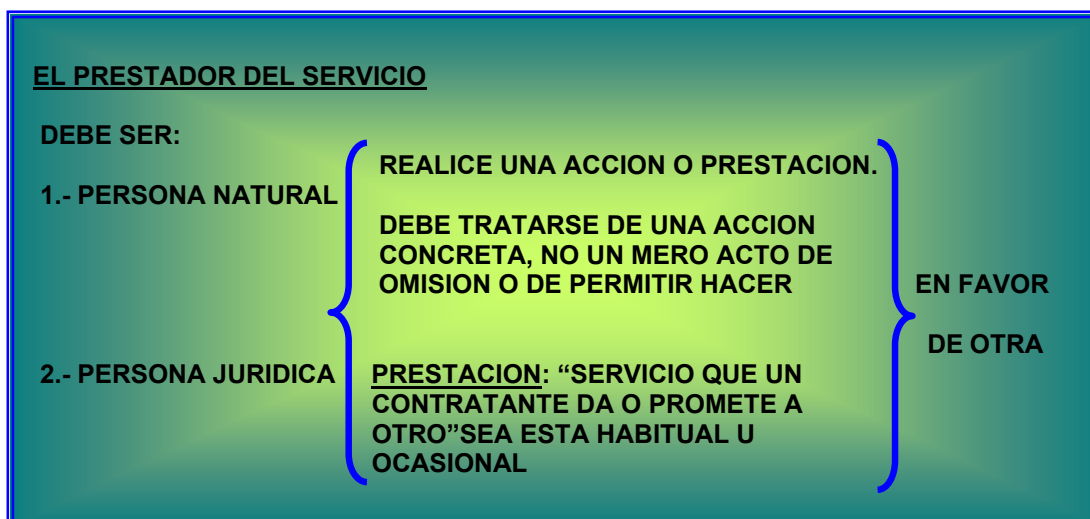 EL PRESTADOR DEL SERVICIO
DEBE SER:
1.- PERSONA NATURAL
2.- PERSONA JURIDICA
REALICE UNA ACCION O PRESTACION.
DEBE TRATARSE DE UNA ACCION
CONCRETA, NO UN MERO ACTO DE
OMISION O DE PERMITIR HACER
PRESTACION: “SERVICIO QUE UN
CONTRATANTE DA O PROMETE A
OTRO”SEA ESTA HABITUAL U
OCASIONAL
EN FAVOR
DE OTRA